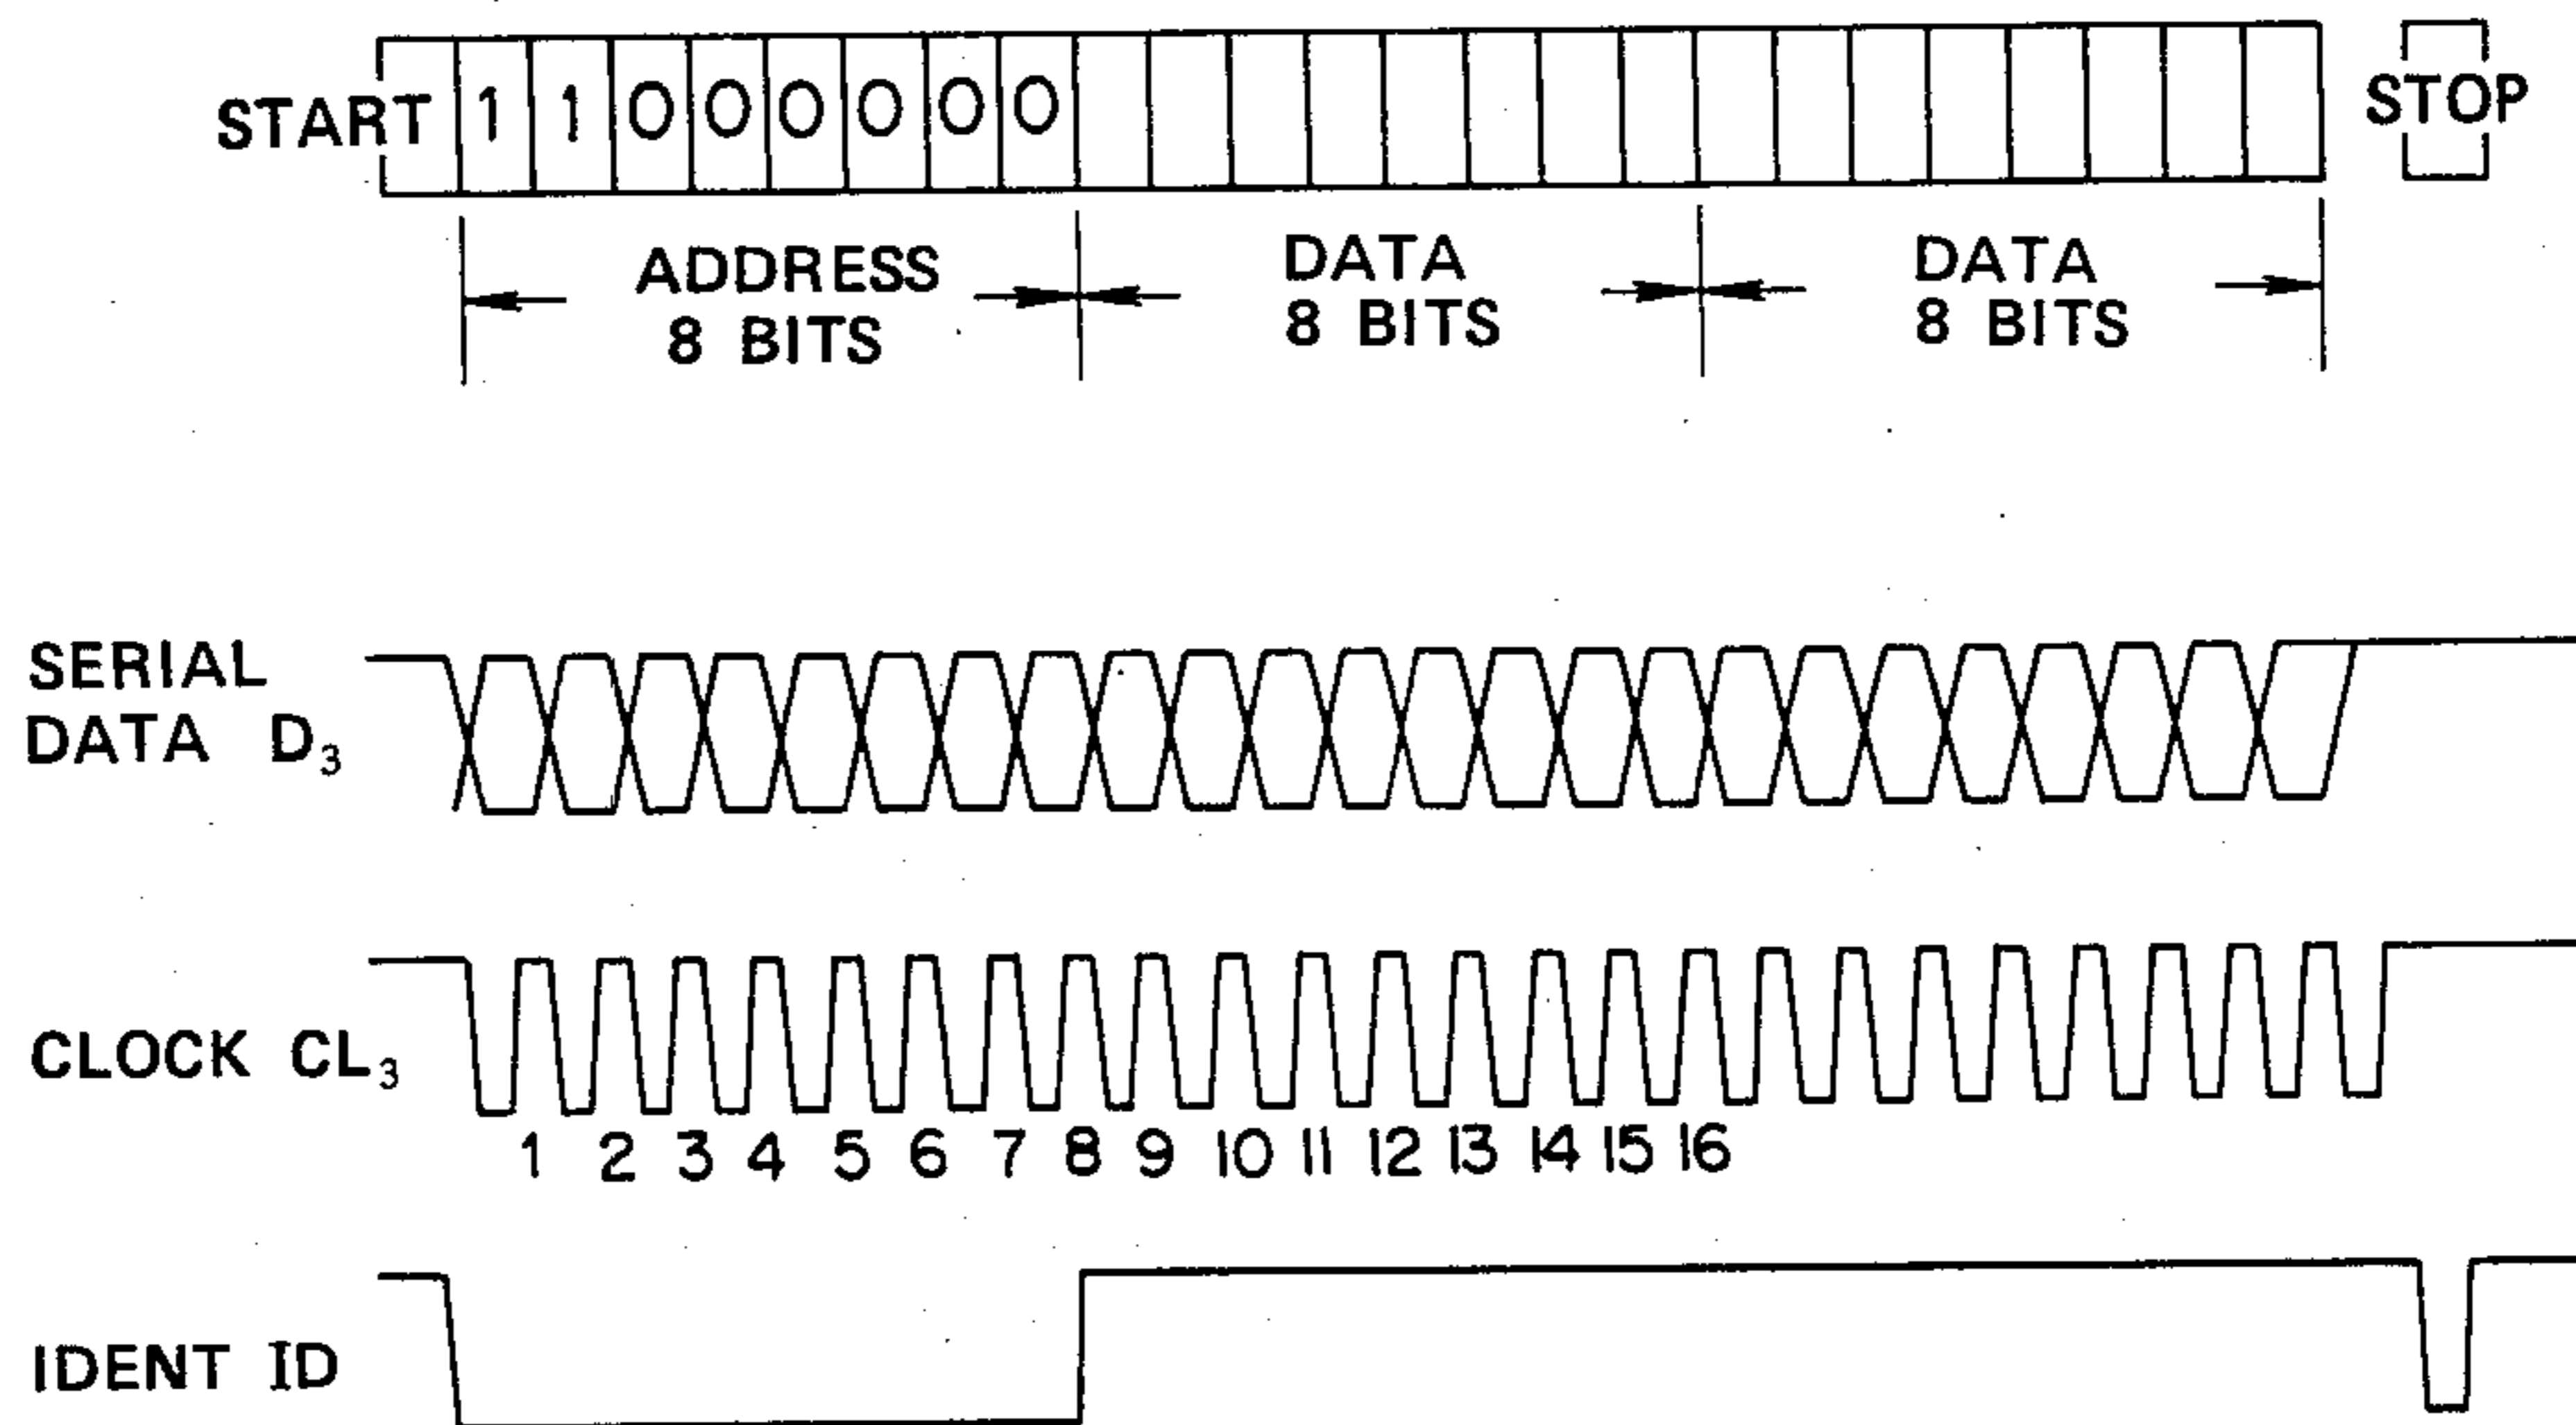 START 1 1 0 0 0 0 0 0 STOP
ADDRESS 8 BITS
DATA 8 BITS
DATA 8 BITS
SERIAL
DATA D₃
CLOCK CL₃
1 2 3 4 5 6 7 8 9 10 11 12 13 14 15 16
IDENT ID